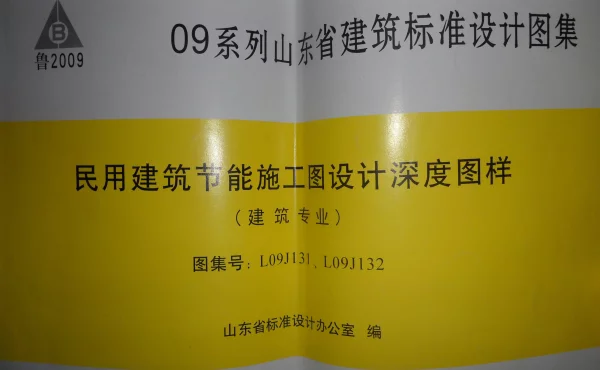 B
鲁2009
09系列山东省建筑标准设计图集
民用建筑节能施工图设计深度图样
(建筑专业)
图集号:L09J131、L09J132
山东省标准设计办公室 编